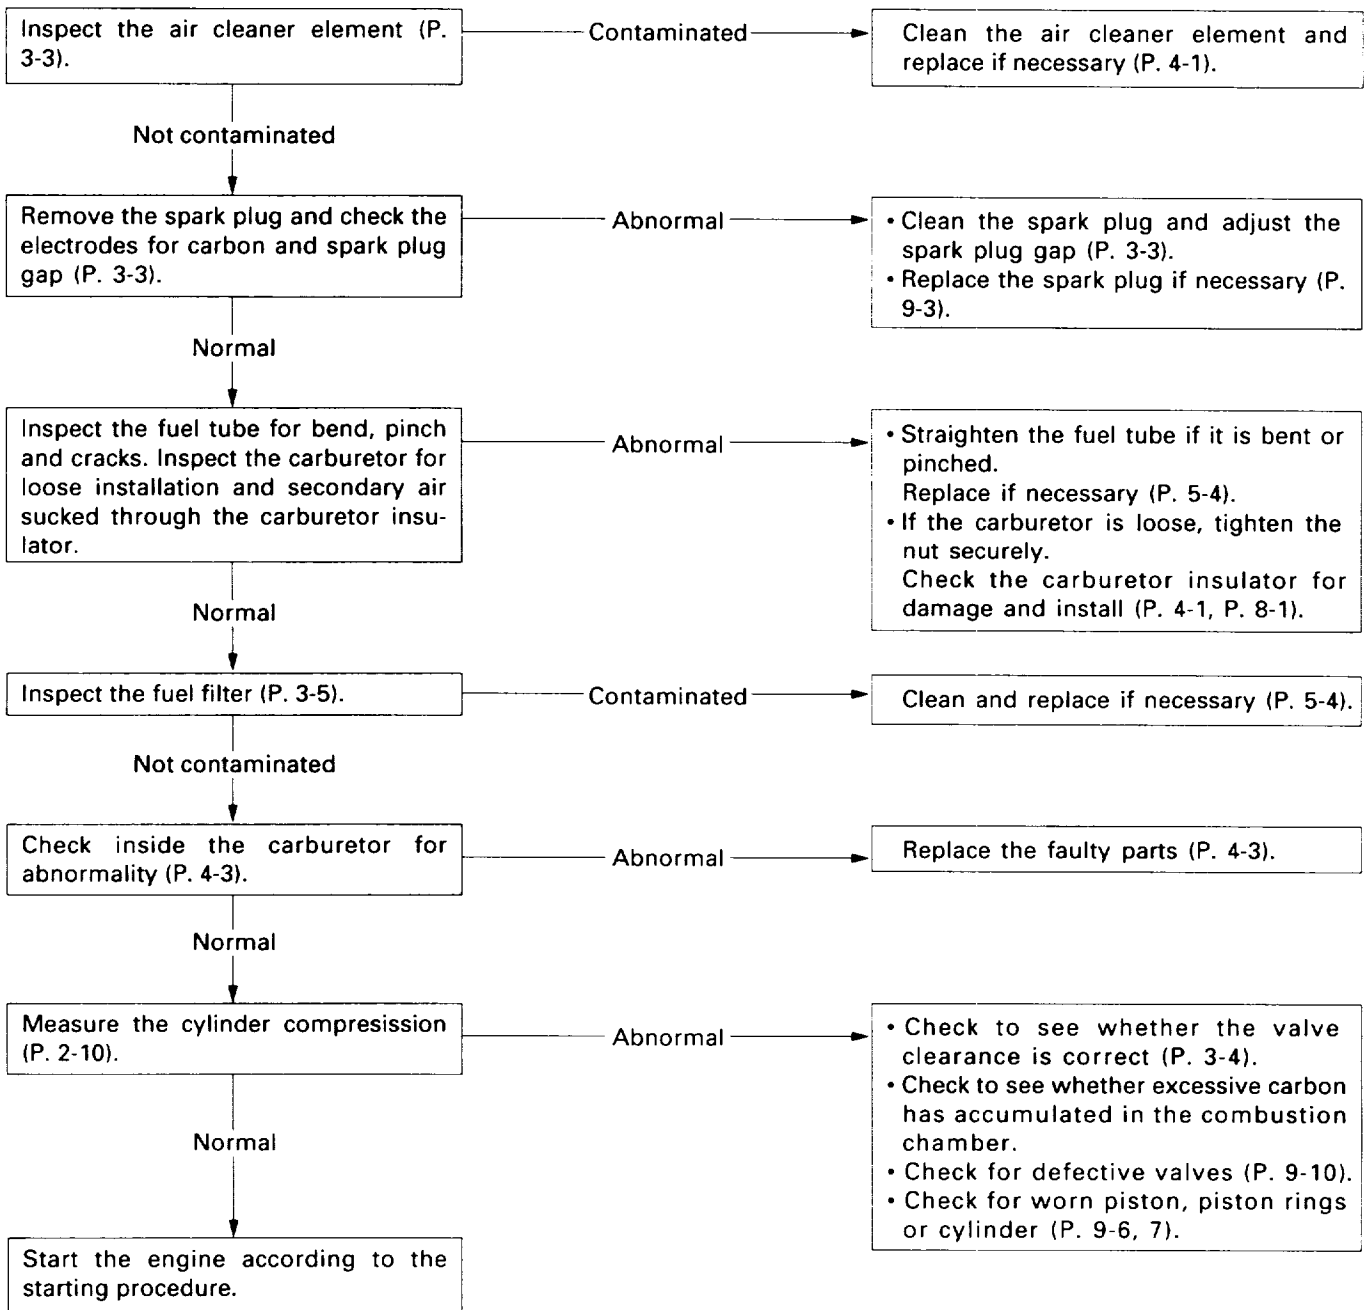 Inspect the air cleaner element (P.
3-3).
Contaminated
Clean the air cleaner element and
replace if necessary (P. 4-1).
Not contaminated
Remove the spark plug and check the
electrodes for carbon and spark plug
gap (P. 3-3).
Abnormal
• Clean the spark plug and adjust the
spark plug gap (P. 3-3).
• Replace the spark plug if necessary (P.
9-3).
Normal
Inspect the fuel tube for bend, pinch
and cracks. Inspect the carburetor for
loose installation and secondary air
sucked through the carburetor insu-
lator.
Abnormal
• Straighten the fuel tube if it is bent or
pinched.
Replace if necessary (P. 5-4).
• If the carburetor is loose, tighten the
nut securely.
Check the carburetor insulator for
damage and install (P. 4-1, P. 8-1).
Normal
Inspect the fuel filter (P. 3-5).
Contaminated
Clean and replace if necessary (P. 5-4).
Not contaminated
Check inside the carburetor for
abnormality (P. 4-3).
Abnormal
Replace the faulty parts (P. 4-3).
Normal
Measure the cylinder compresission
(P. 2-10).
Abnormal
• Check to see whether the valve
clearance is correct (P. 3-4).
• Check to see whether excessive carbon
has accumulated in the combustion
chamber.
• Check for defective valves (P. 9-10).
• Check for worn piston, piston rings
or cylinder (P. 9-6, 7).
Normal
Start the engine according to the
starting procedure.